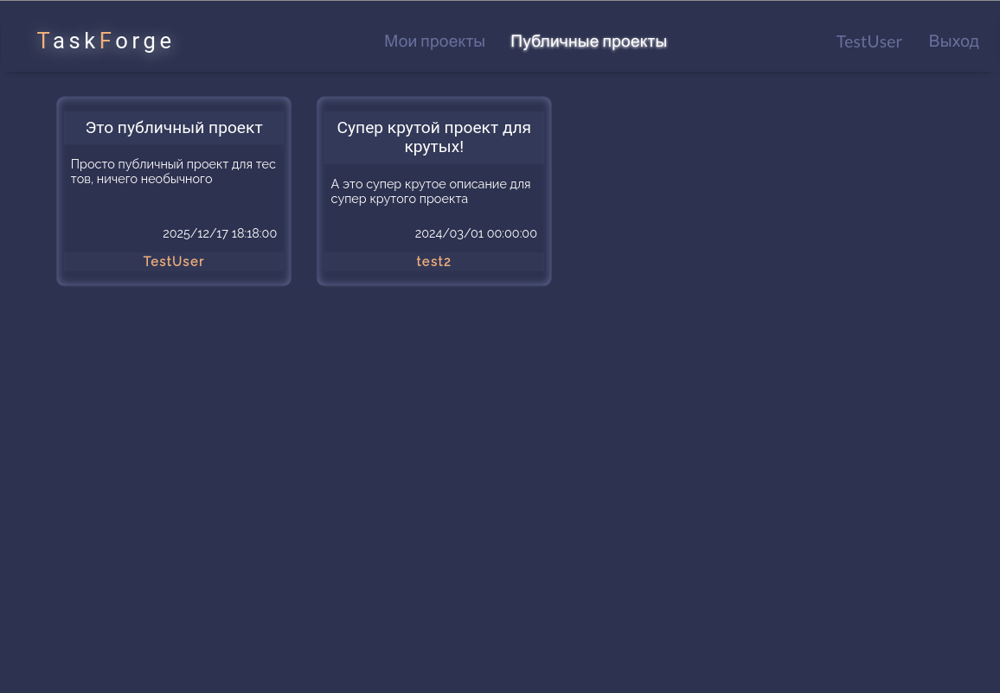 TaskForge
Мои проекты
Публичные проекты
TestUser
Выход
Это публичный проект
Просто публичный проект для тес
тов, ничего необычного
2025/12/17 18:18:00
TestUser
Супер крутой проект для
крутых!
А это супер крутое описание для
супер крутого проекта
2024/03/01 00:00:00
test2